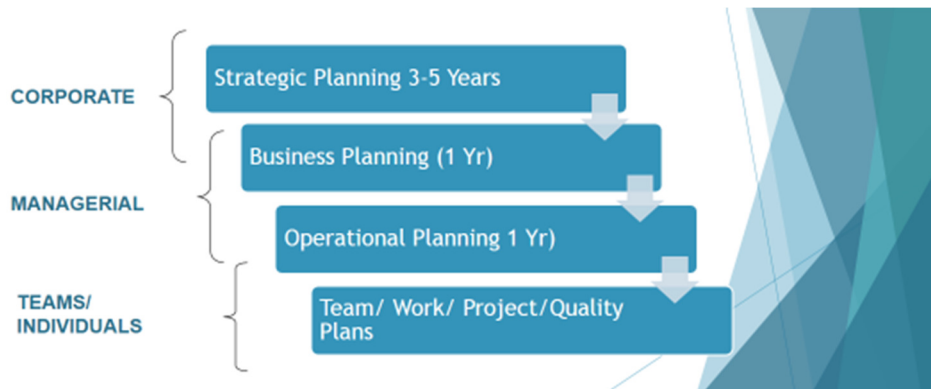 CORPORATE
Strategic Planning 3-5 Years
Business Planning (1 Yr)
MANAGERIAL
Operational Planning 1 Yr)
TEAMS/
INDIVIDUALS
Team/ Work/ Project/Quality
Plans